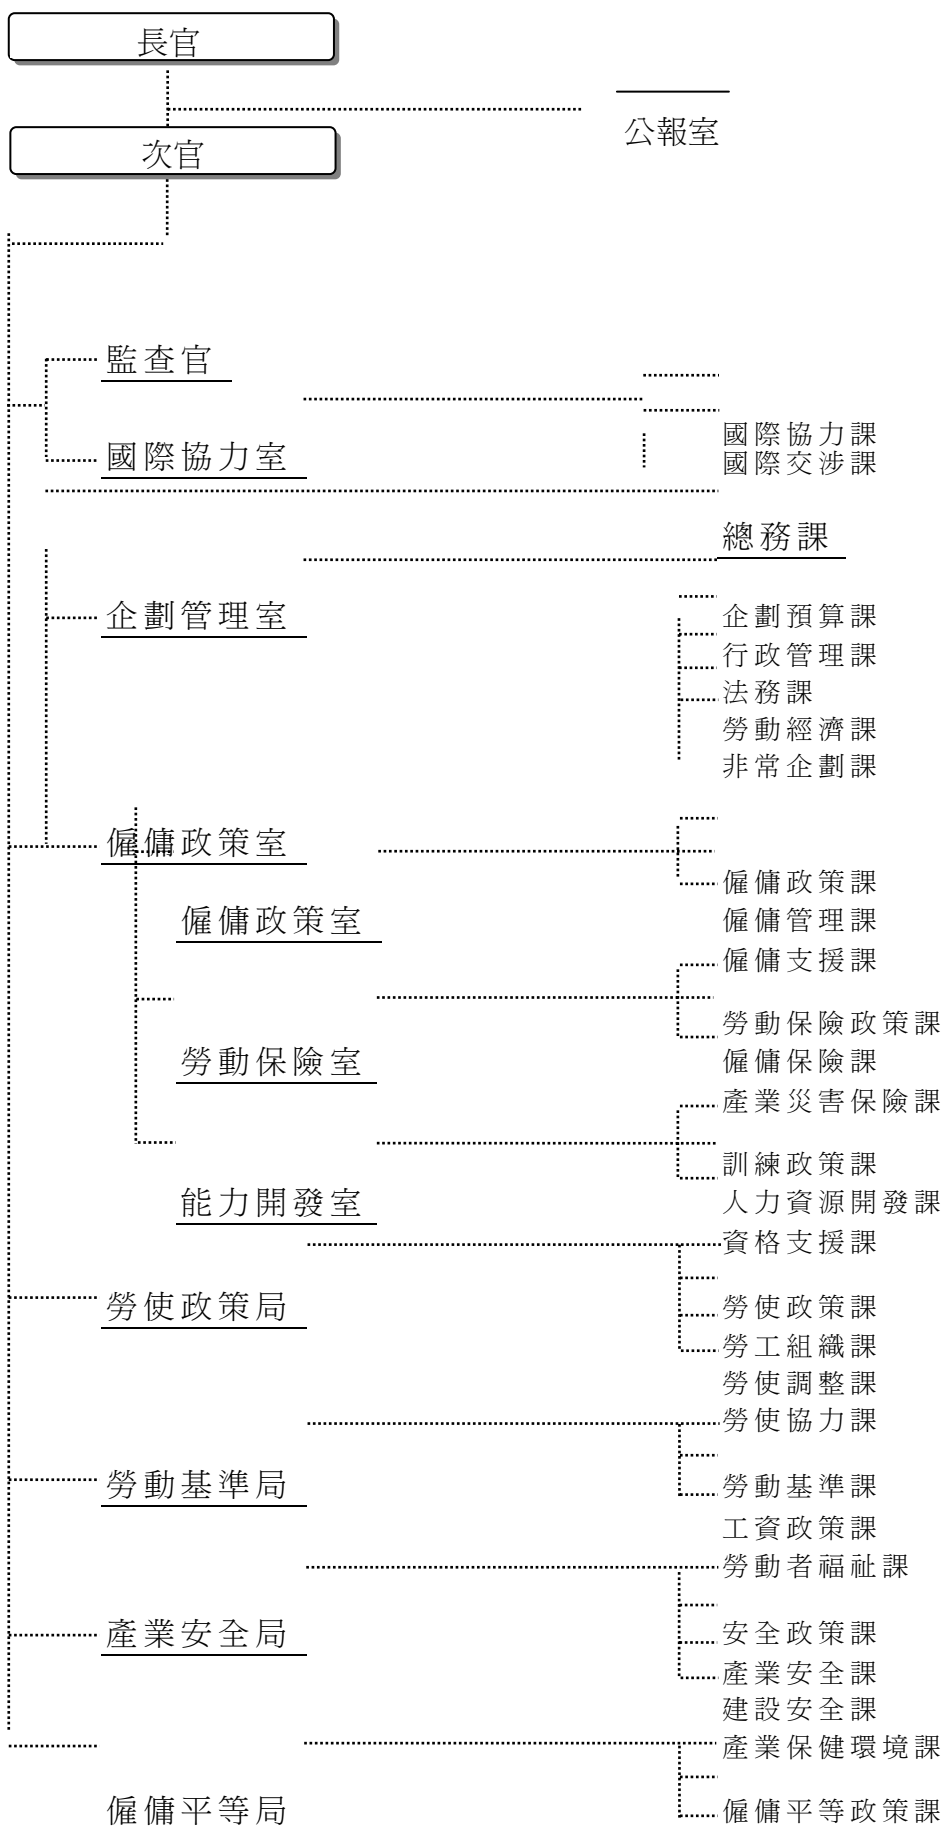 長官
公報室
次官
監查官
國際協力課
國際協力室
國際交涉課
總務課
企劃管理室
企劃預算課
行政管理課
法務課
勞動經濟課
非常企劃課
僱傭政策室
僱傭政策課
僱傭政策室
僱傭管理課
僱傭支援課
勞動保險政策課
勞動保險室
僱傭保險課
產業災害保險課
訓練政策課
能力開發室
人力資源開發課
資格支援課
勞使政策局
勞使政策課
勞工組織課
勞使調整課
勞使協力課
勞動基準局
勞動基準課
工資政策課
勞動者福祉課
產業安全局
安全政策課
產業安全課
建設安全課
產業保健環境課
僱傭平等局
僱傭平等政策課